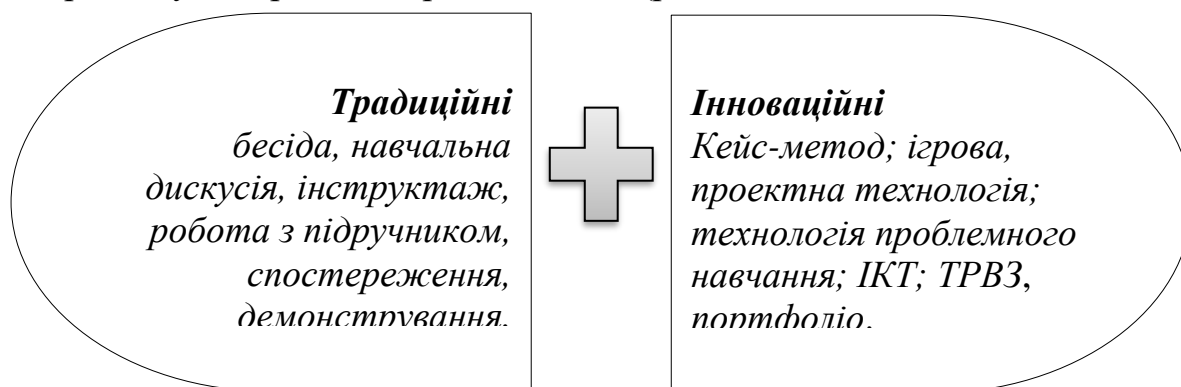 Традиційні
бесіда, навчальна
дискусія, інструктаж,
робота з підручником,
спостереження,
демонстрування.
Інноваційні
Кейс-метод; ігрова,
проектна технологія;
технологія проблемного
навчання; ІКТ; ТРВЗ,
портфоліо.